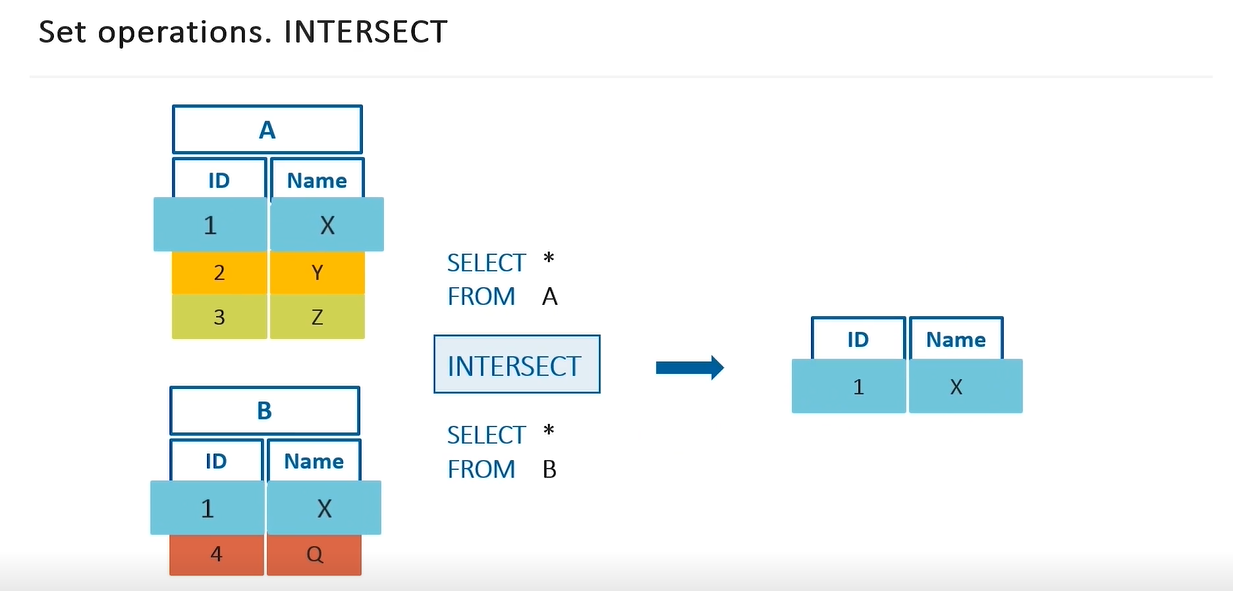 Set operations. INTERSECT
A
ID Name
1 X
2 Y
3 Z
B
ID Name
1 X
4 Q
SELECT *
FROM A
INTERSECT
SELECT *
FROM B
ID Name
1 X